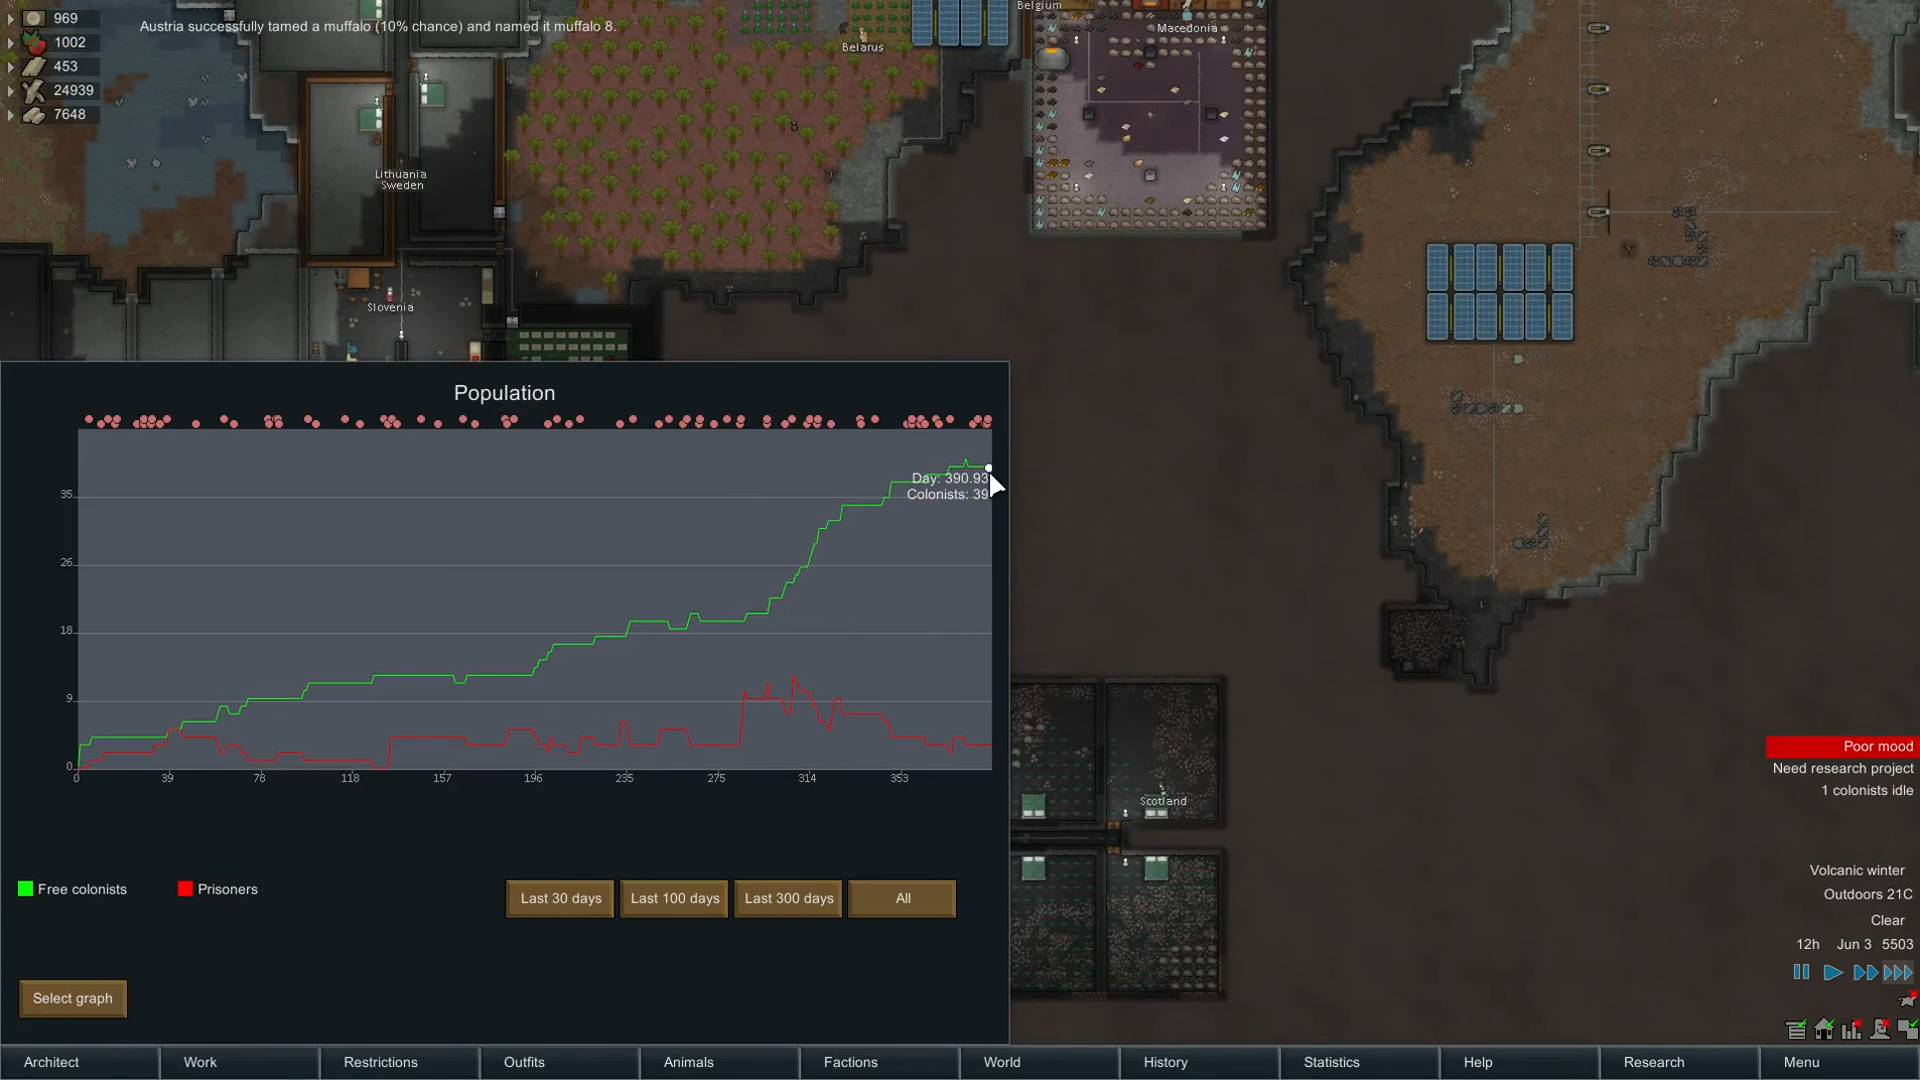 969
1002
453
24939
7648
Austria successfully tamed a muffalo (10% chance) and named it muffalo 8.
Belgium
Macedonia
Belarus
Lithuania
Sweden
Slovenia
Population
Day: 390.93
Colonists: 39
35
26
18
9
0
0 39 78 118 157 196 235 275 314 353
Free colonists
Prisoners
Last 30 days
Last 100 days
Last 300 days
All
Select graph
Scotland
Poor mood
Need research project
1 colonists idle
Volcanic winter
Outdoors 21C
Clear
12h Jun 3 5503
Architect Work Restrictions Outfits Animals Factions World History Statistics Help Research Menu